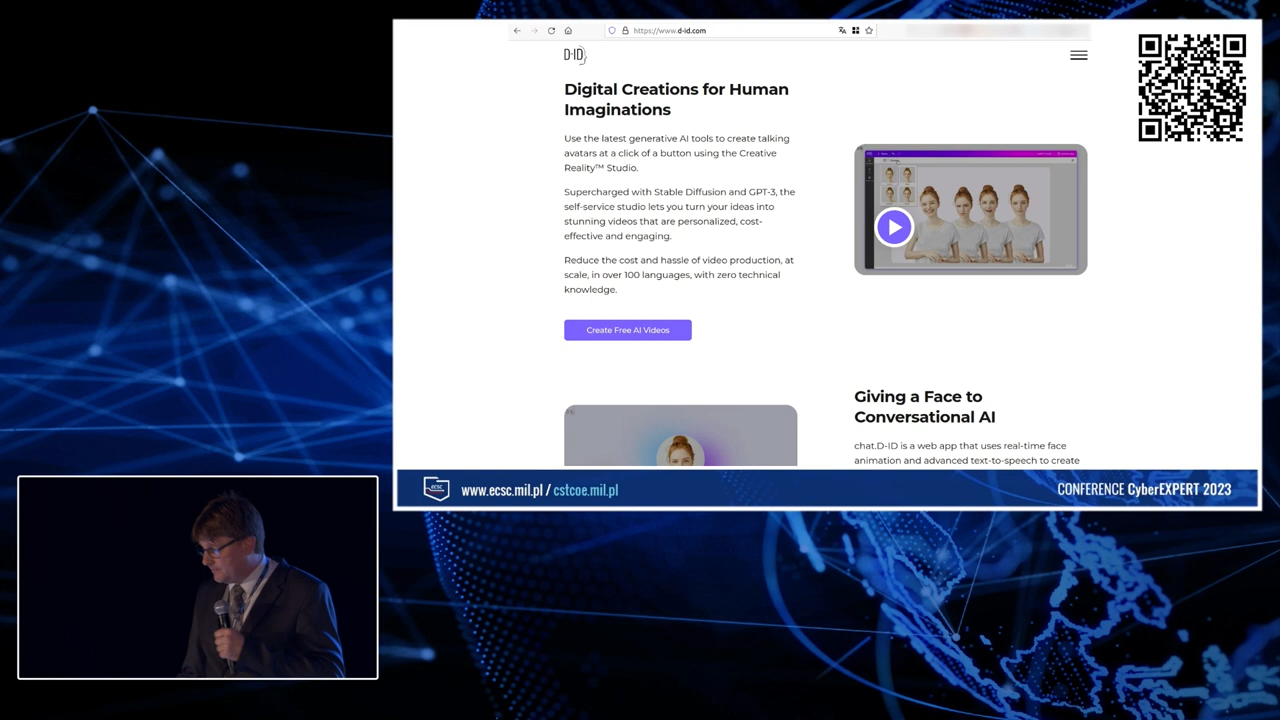 https://www.d-id.com
D-ID
Digital Creations for Human
Imaginations
Use the latest generative AI tools to create talking
avatars at a click of a button using the Creative
Reality™ Studio.
Supercharged with Stable Diffusion and GPT-3, the
self-service studio lets you turn your ideas into
stunning videos that are personalized, cost-
effective and engaging.
Reduce the cost and hassle of video production, at
scale, in over 100 languages, with zero technical
knowledge.
Create Free AI Videos
Giving a Face to
Conversational AI
chat.D-ID is a web app that uses real-time face
animation and advanced text-to-speech to create
ecsc
www.ecsc.mil.pl / cstcoe.mil.pl
CONFERENCE CyberEXPERT 2023